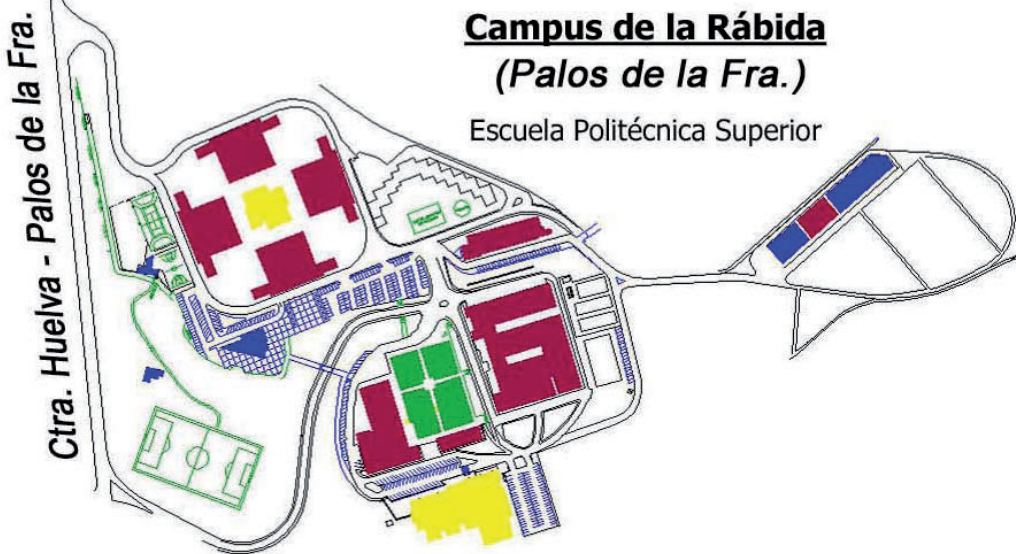 Campus de la Rábida
(Palos de la Fra.)
Escuela Politécnica Superior
Ctra. Huelva - Palos de la Fra.